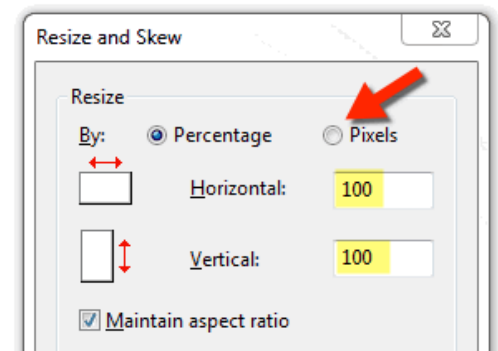 Resize and Skew
Resize
By: Percentage Pixels
Horizontal: 100
Vertical: 100
Maintain aspect ratio